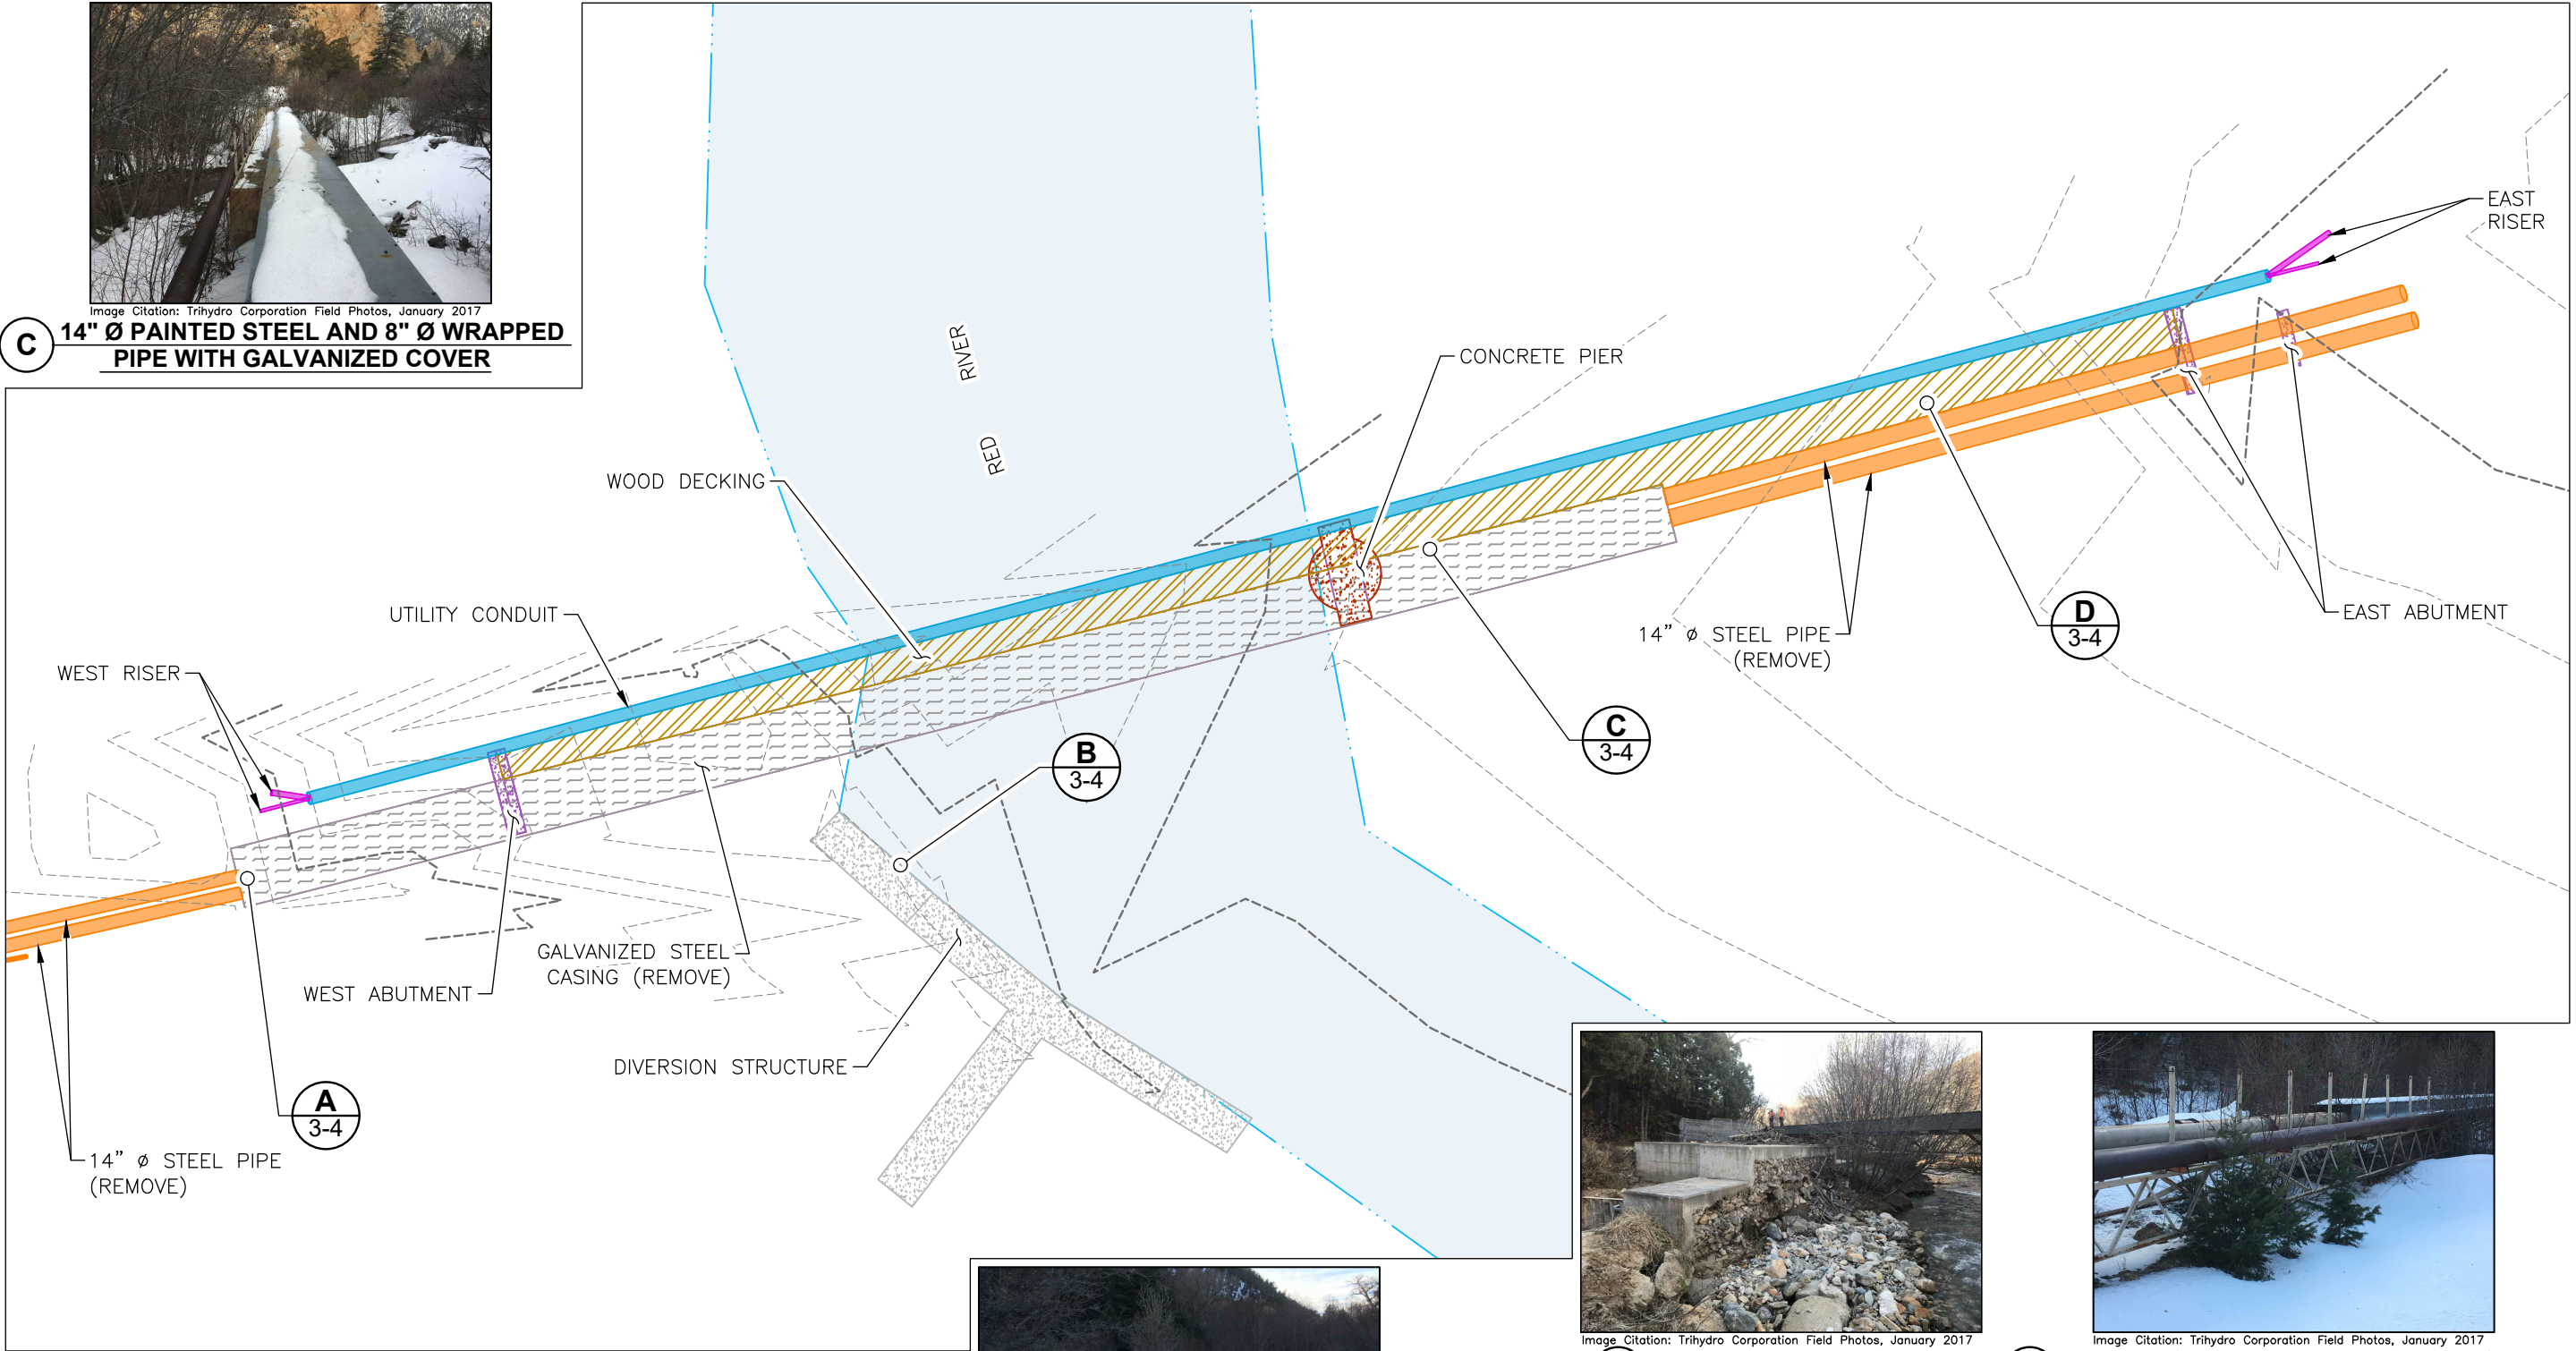 Image Citation: Trihydro Corporation Field Photos, January 2017
C
14" Ø PAINTED STEEL AND 8" Ø WRAPPED
PIPE WITH GALVANIZED COVER
RED RIVER
EAST
RISER
CONCRETE PIER
WOOD DECKING
UTILITY CONDUIT
WEST RISER
14" ø STEEL PIPE
(REMOVE)
D
3-4
EAST ABUTMENT
C
3-4
B
3-4
GALVANIZED STEEL
CASING (REMOVE)
WEST ABUTMENT
DIVERSION STRUCTURE
A
3-4
14" ø STEEL PIPE
(REMOVE)
Image Citation: Trihydro Corporation Field Photos, January 2017
Image Citation: Trihydro Corporation Field Photos, January 2017